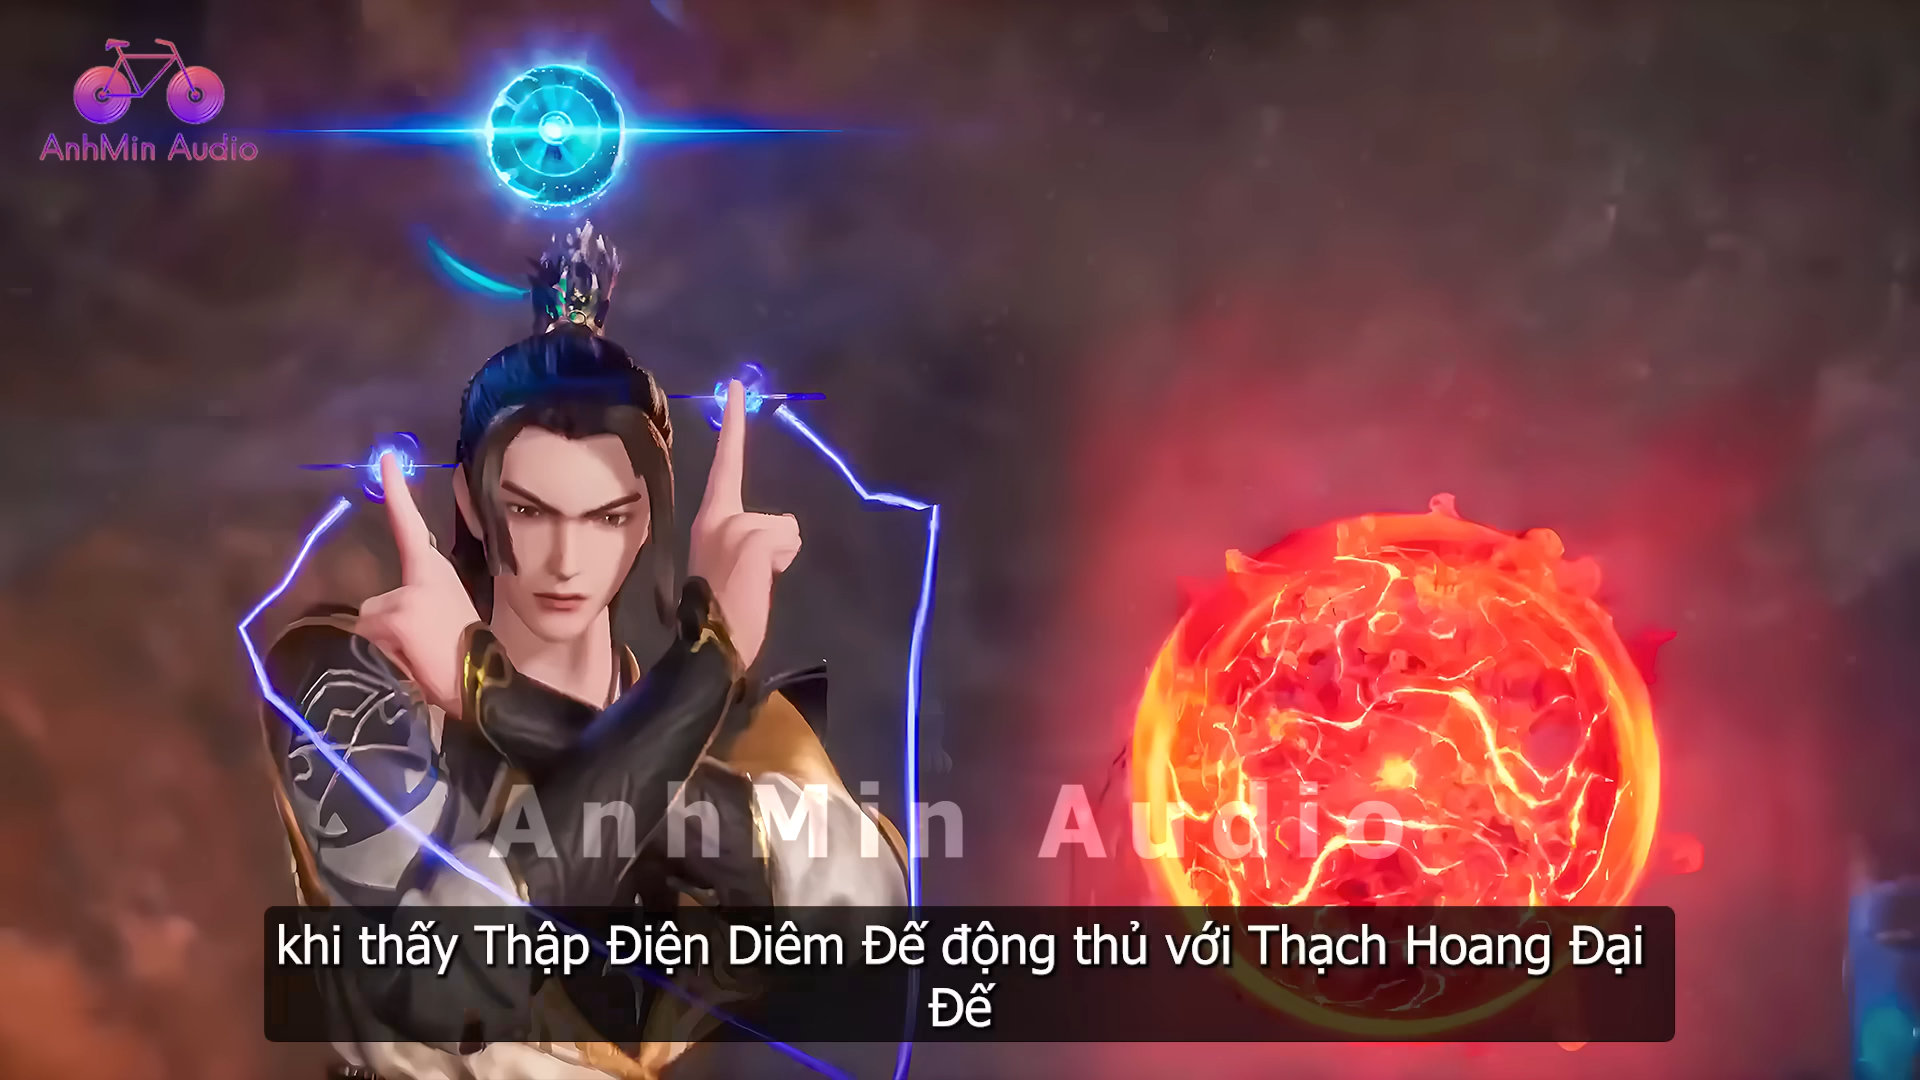 AnhMin Audio
AnhMin Audio
khi thấy Thập Điện Diêm Đế động thủ với Thạch Hoang Đại
Đế